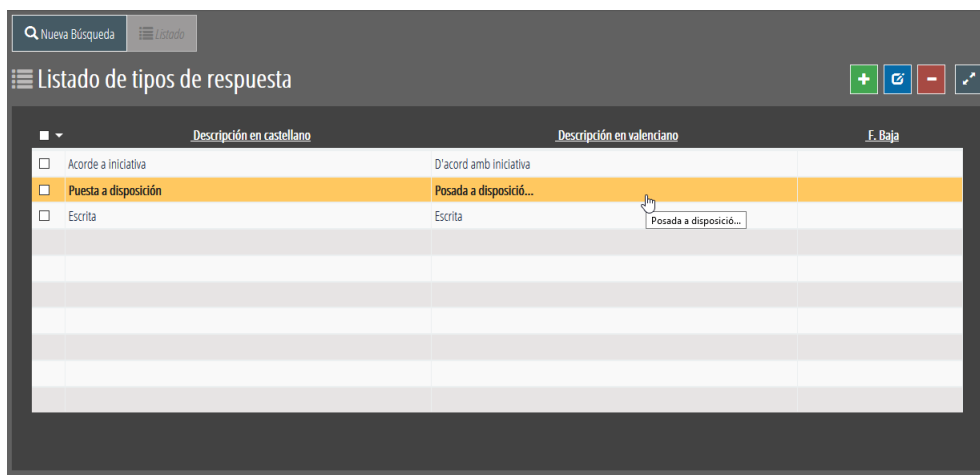 Nueva Búsqueda
Listado
Listado de tipos de respuesta
Descripción en castellano Descripción en valenciano F. Baja
Acorde a iniciativa D'acord amb iniciativa
Puesta a disposición Posada a disposició...
Escrita Escrita
Posada a disposició...